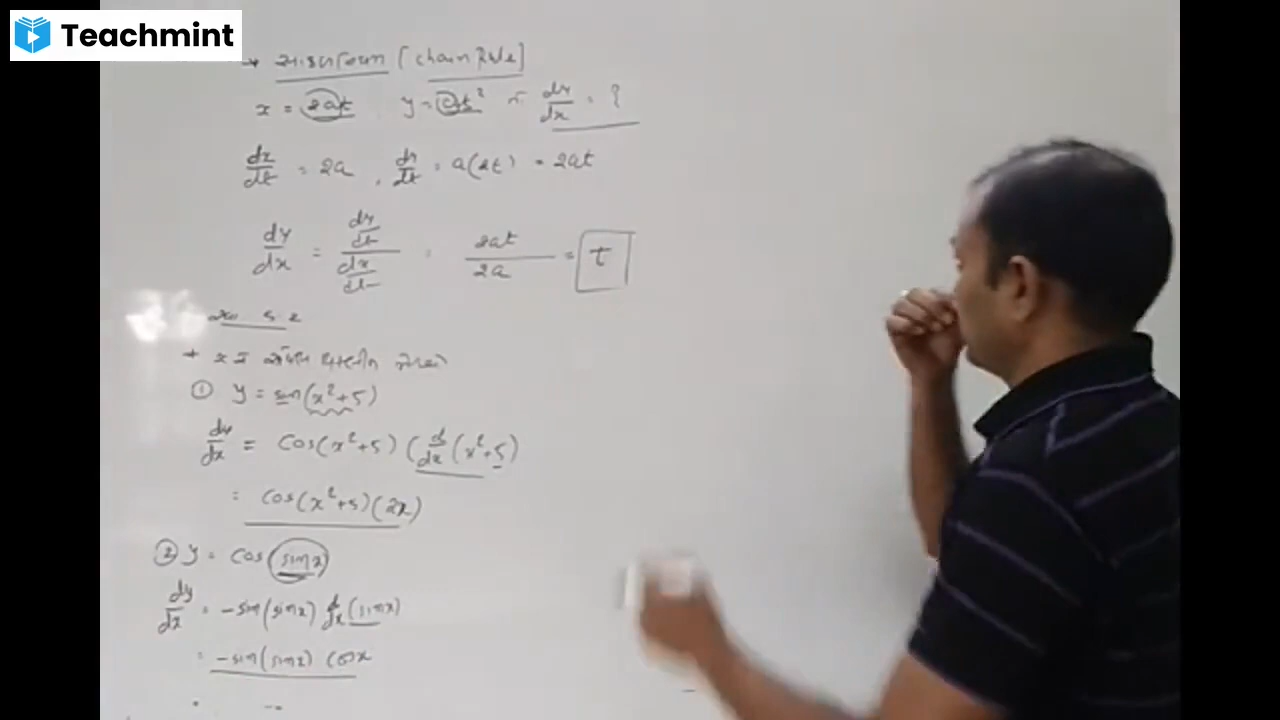 Teachmint
[Chain Rule]
x = 2at y = at² dy/dx = ?
dx/dt = 2a , dy/dt = a(2t) = 2at
dy/dx = dy/dt / dx/dt = 2at / 2a = t
5.2
① y = sin(x²+5)
dy/dx = cos(x²+5) (d/dx (x²+5)
= cos(x²+5)(2x)
② y = cos (sinx)
dy/dx = -sin(sinx) d/dx (sinx)
= -sin(sinx) cosx